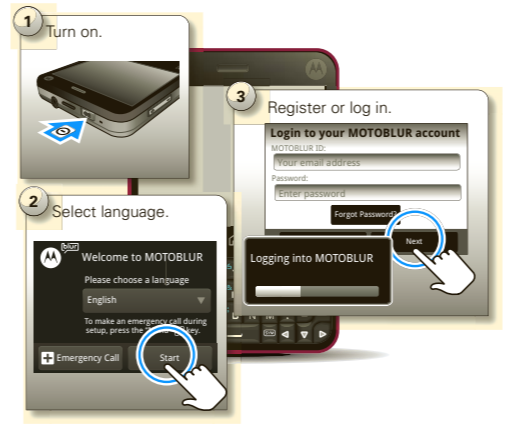 1
Turn on.
2
Select language.
blur
Welcome to MOTOBLUR
Please choose a language
English
To make an emergency call during
setup, press the key.
Emergency Call
Start
3
Register or log in.
Login to your MOTOBLUR account
MOTOBLUR ID:
Your email address
Password:
Enter password
Forgot Password?
Next
Logging into MOTOBLUR